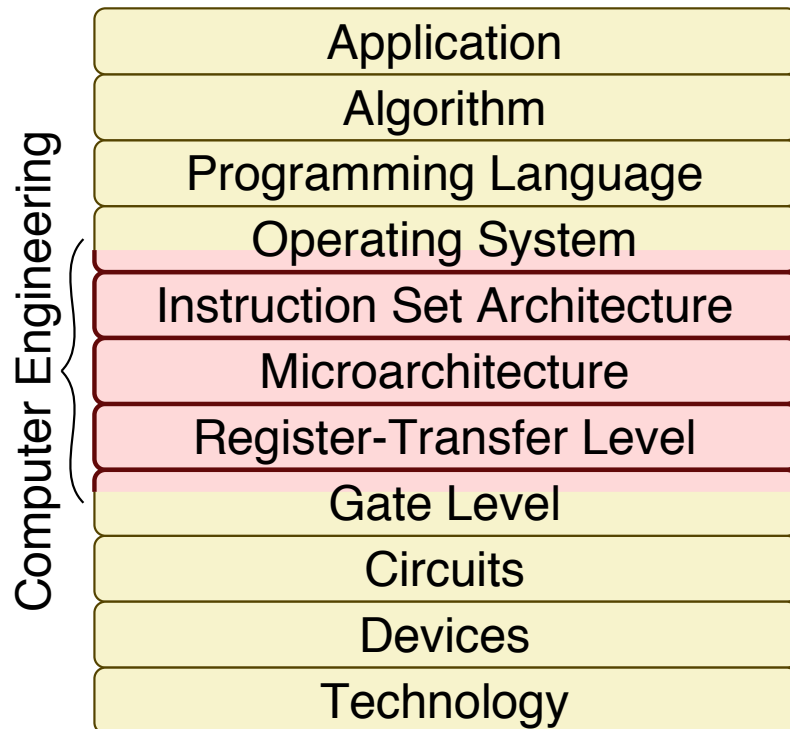 Computer Engineering
Application
Algorithm
Programming Language
Operating System
Instruction Set Architecture
Microarchitecture
Register-Transfer Level
Gate Level
Circuits
Devices
Technology